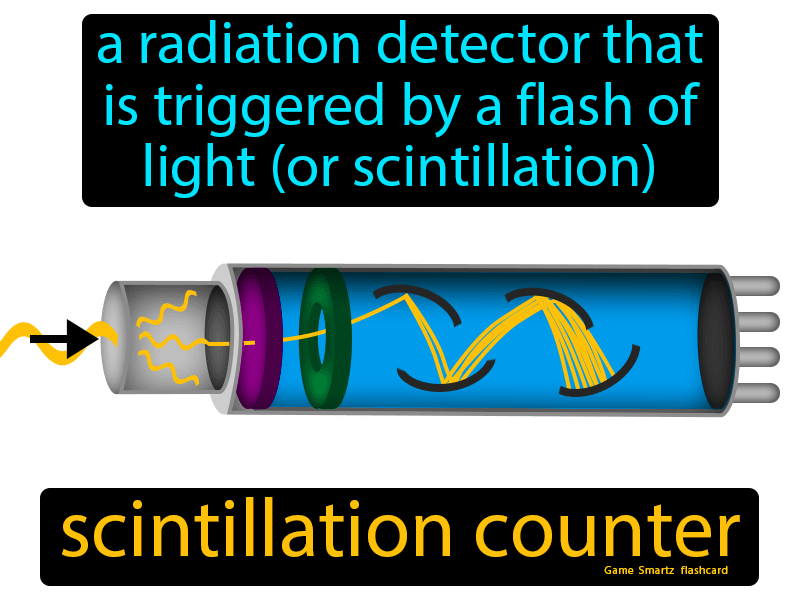 a radiation detector that
is triggered by a flash of
light (or scintillation)
scintillation counter
Game Smartz flashcard